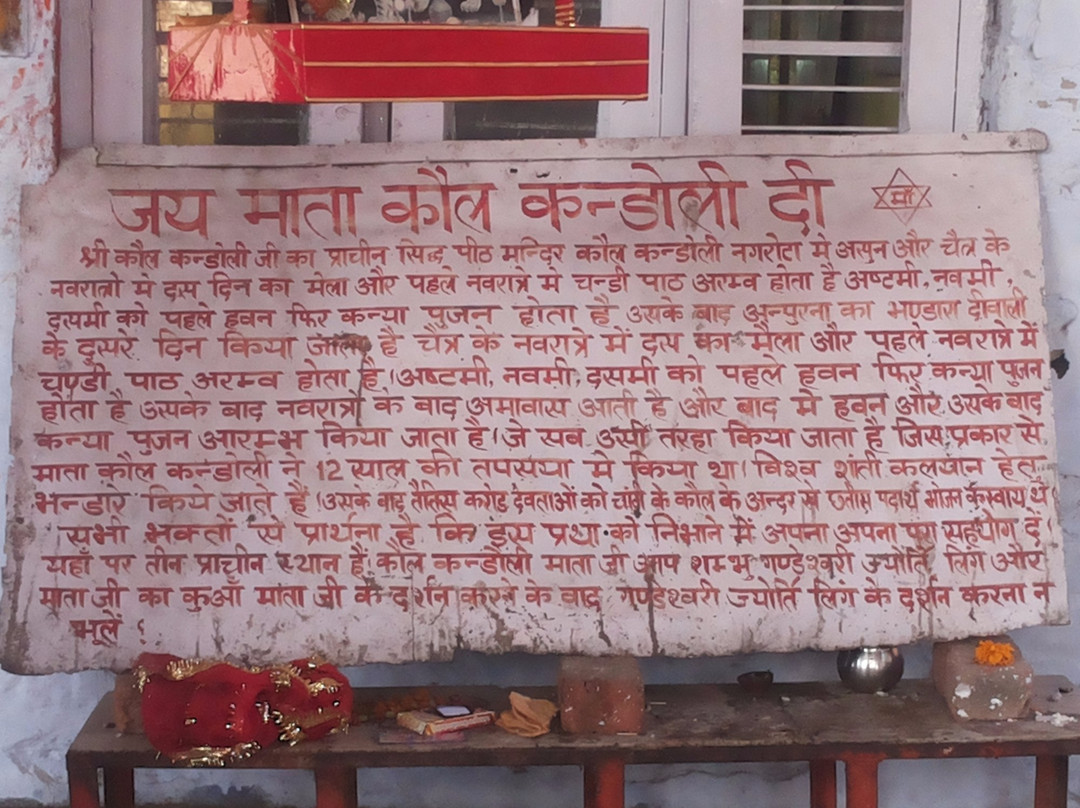 जय माता कौल कन्डोली दी माँ
श्री कौल कन्डोली जी का प्राचीन सिद्ध पीठ मन्दिर कौल कन्डोली नगरोटा मे असुन और चैत्र के
नवरात्रो मे दस दिन का मेला और पहले नवरात्रे मे चन्डी पाठ अरम्व होता है अष्टमी, नवमी,
दसमी को पहले हवन फिर कन्या पुजन होता है उसके बाद अन्पुरना का भण्डारा दीवाली
के दुसरे दिन किया जाता है चैत्र के नवरात्रे में दस का मेला और पहले नवरात्रे में
चण्डी पाठ अरम्व होता है।अष्टमी, नवमी, दसमी को पहले हवन फिर कन्या पुजन
होता है उसके बाद नवरात्रो के बाद अमावास आती है और बाद मे हवन और उसके बाद
कन्या पुजन आरम्भ किया जाता है।जे सब उसी तरहा किया जाता है जिस प्रकार से
माता कौल कन्डोली ने 12 साल की तपसया मे किया था। विश्व शांती कलयान हेतु
भन्डारे किय जाते हैं।उसके बाद तैतिस करोड़ देवताओं को चांदी के कौल के अन्दर से छतीस पदार्थ भोजन करवाय थे
सभी भक्तों से प्रार्थना है कि इस प्रथा को निभाने में अपना अपना पुरा सहयोग दे।
यहाँ पर तीन प्राचीन स्थान हैं। कौल कन्डोली माता जी आप शम्भु गण्डेश्वरी ज्योर्ति लिंग और
माता जी का कुआँ माता जी के दर्शन करने के बाद गण्डेश्वरी ज्योर्ति लिंग के दर्शन करना न
भूलें